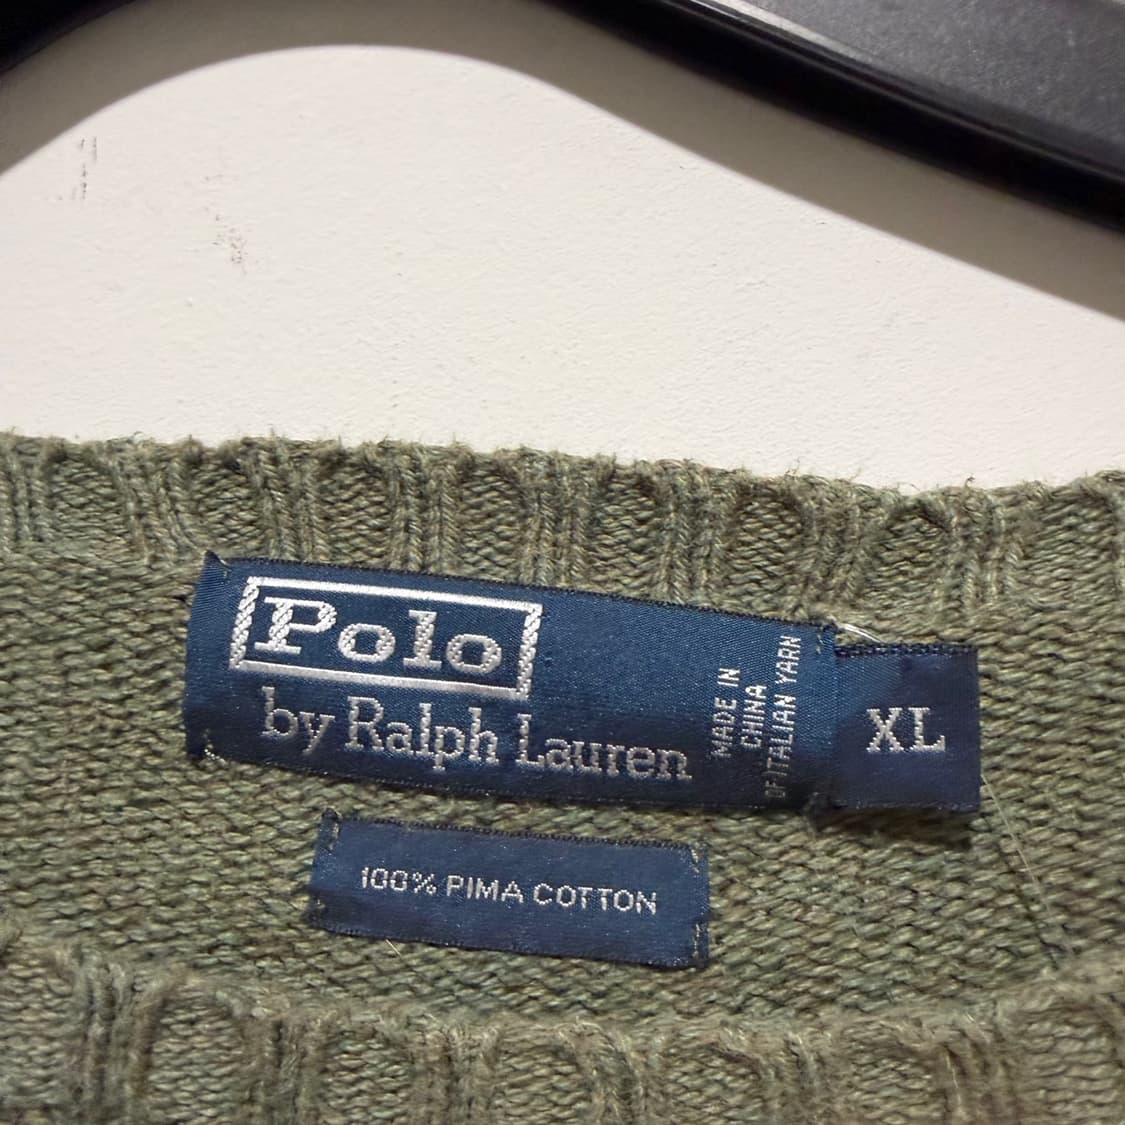 Polo
by Ralph Lauren
MADE IN
CHINA
OF ITALIAN YARN
XL
100% PIMA COTTON